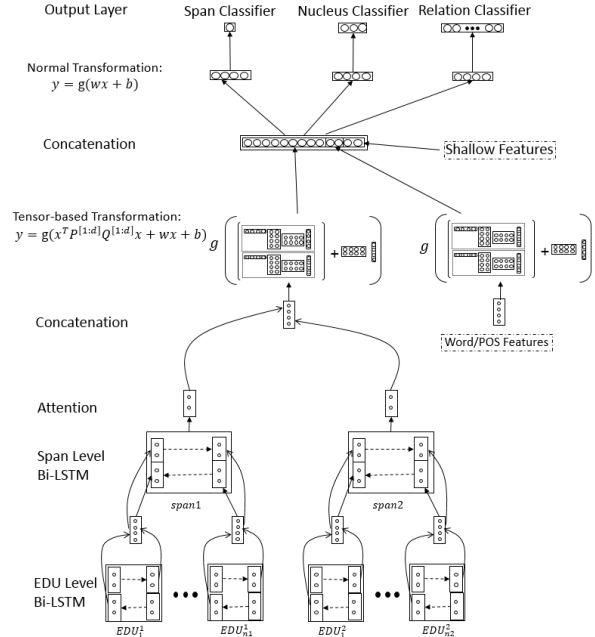 Output Layer
Span Classifier
Nucleus Classifier
Relation Classifier
Normal Transformation:
y = g(wx + b)
Concatenation
Shallow Features
Tensor-based Transformation:
y = g(x^T P^[1:d] Q^[1:d] x + wx + b)
g
+
g
+
Concatenation
Word/POS Features
Attention
Span Level
Bi-LSTM
span1
span2
EDU Level
Bi-LSTM
EDU_1^1
EDU_n1^1
EDU_1^2
EDU_n2^2